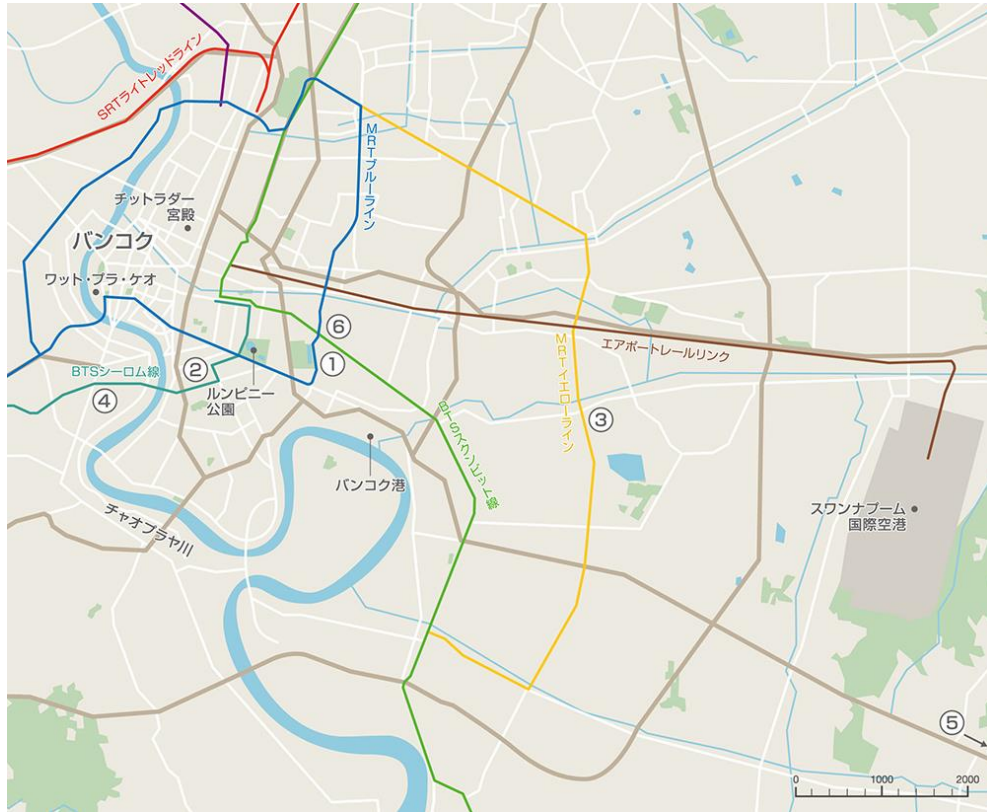 SRTライトレッドライン
MRTブルーライン
チットラダー
宮殿
バンコク
ワット・プラ・ケオ
⑥
①
エアポートレールリンク
BTSシーロム線
②
ルンピニー
公園
④
MRTイエローライン
③
BTSスクンビット線
バンコク港
チャオプラヤ川
スワンナプーム
国際空港
⑤
0 1000 2000